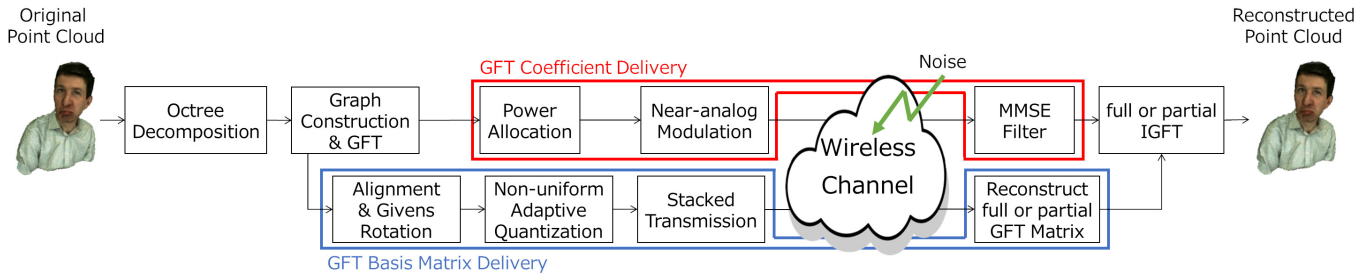 Original
Point Cloud
Octree
Decomposition
Graph
Construction
& GFT
GFT Coefficient Delivery
Power
Allocation
Near-analog
Modulation
Noise
Wireless
Channel
MMSE
Filter
full or partial
IGFT
Reconstructed
Point Cloud
Alignment
& Givens
Rotation
Non-uniform
Adaptive
Quantization
Stacked
Transmission
Reconstruct
full or partial
GFT Matrix
GFT Basis Matrix Delivery